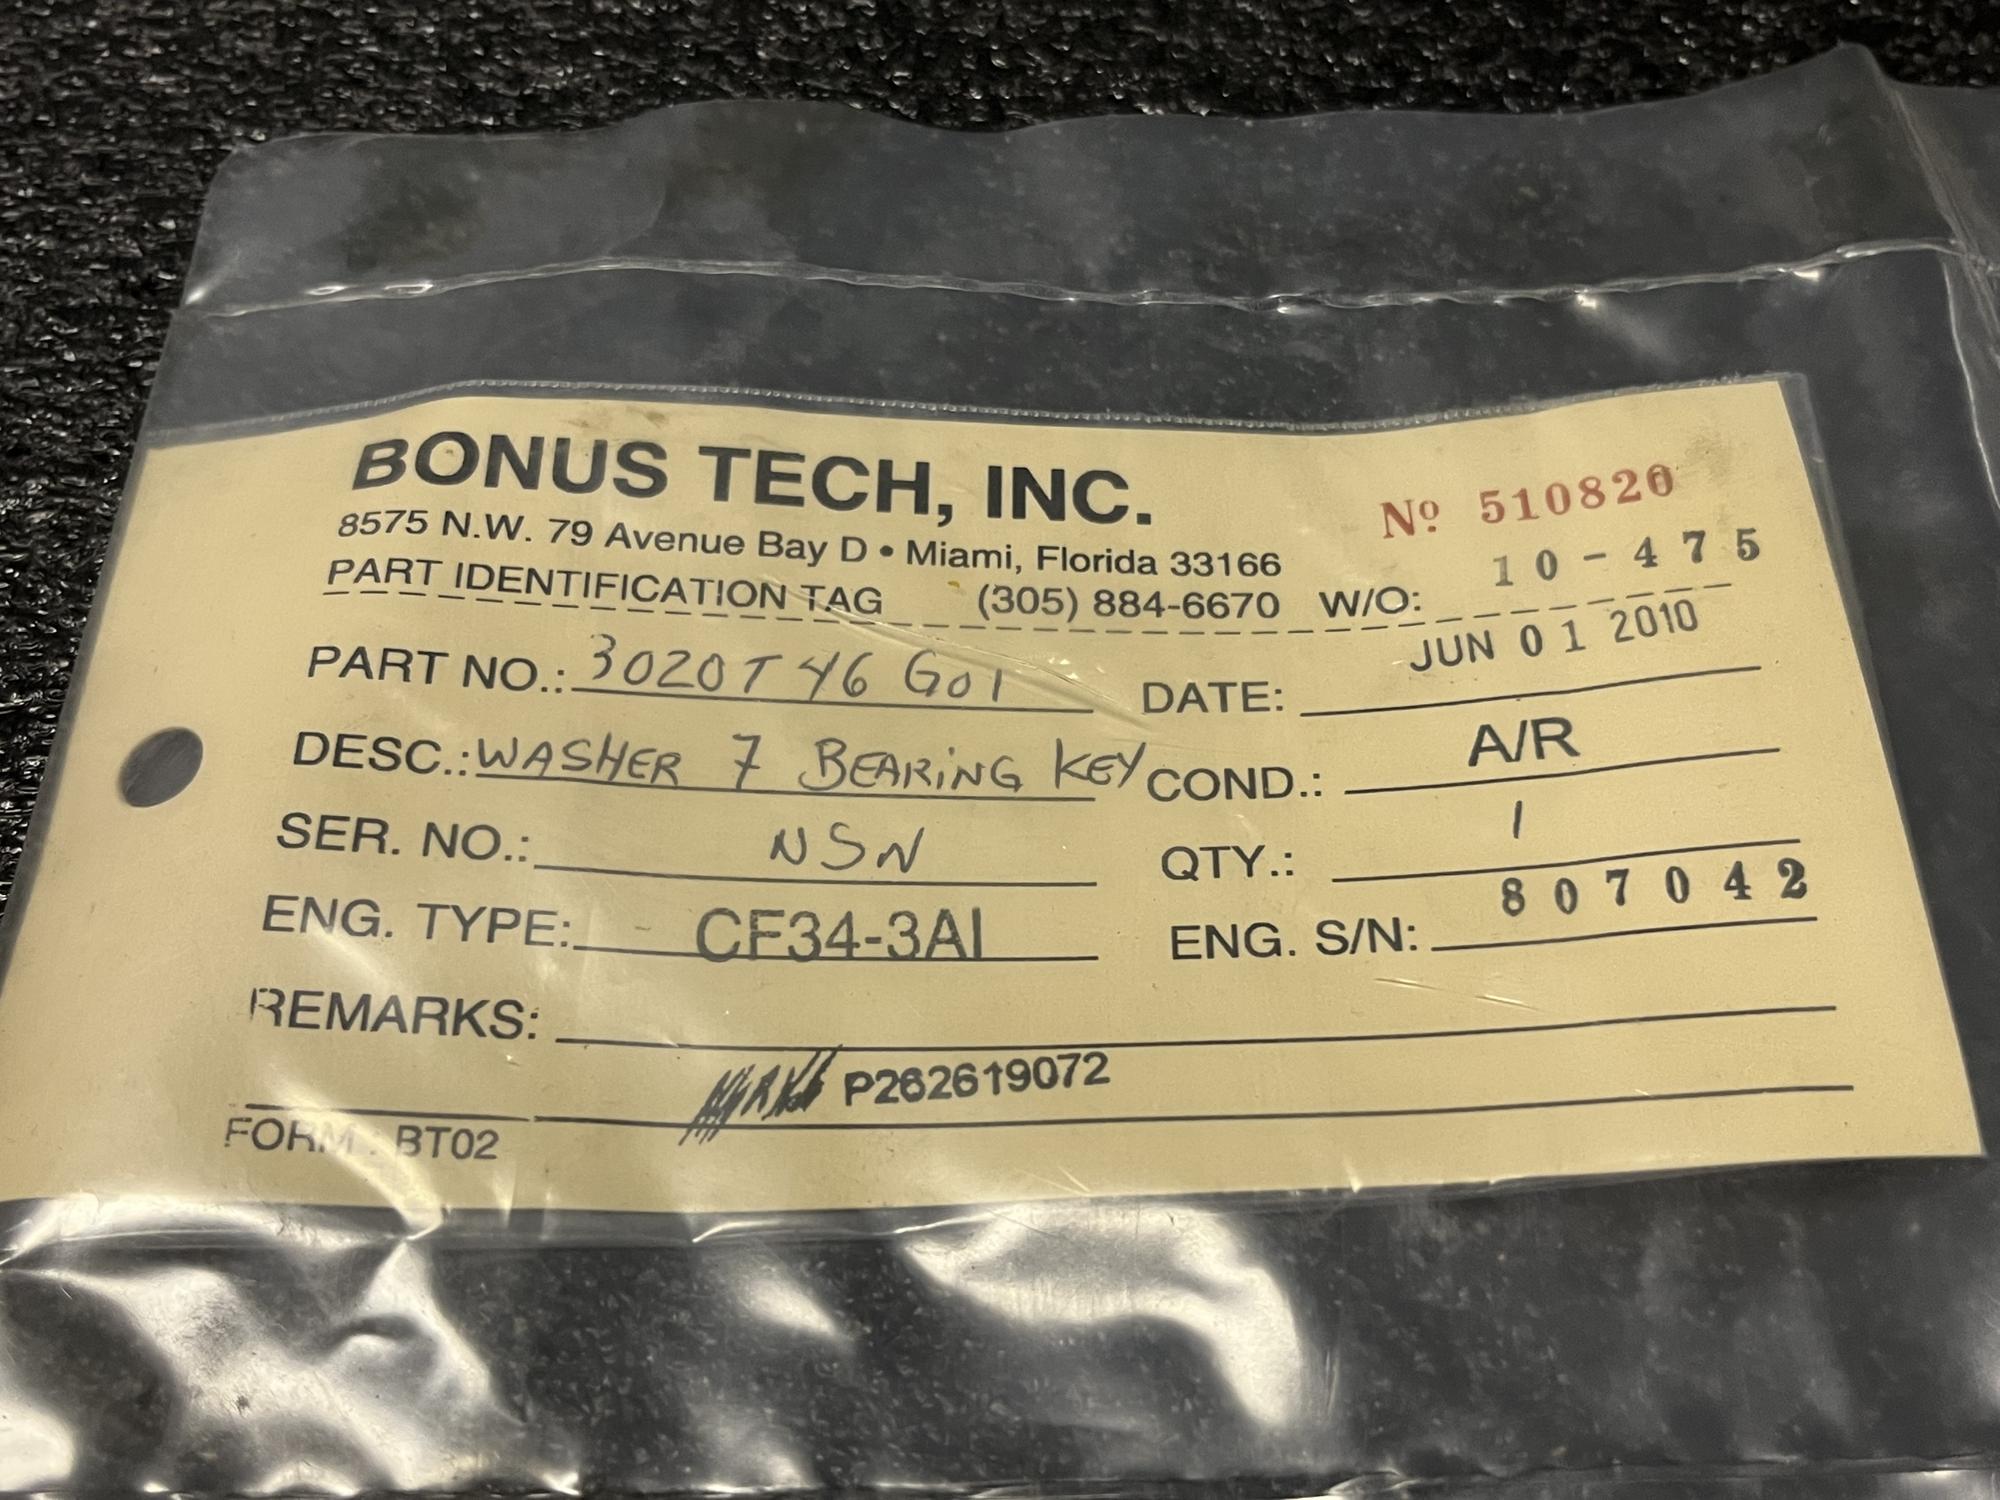 BONUS TECH, INC.
Nº 510820
8575 N.W. 79 Avenue Bay D • Miami, Florida 33166
PART IDENTIFICATION TAG (305) 884-6670 W/O: 10-475
PART NO.: 3020T46G01 DATE: JUN 01 2010
DESC.: WASHER 7 BEARING KEY COND.: A/R
SER. NO.: NSN QTY.: 1
ENG. TYPE: CF34-3A1 ENG. S/N: 807042
REMARKS:
P262619072
FORM: BT02